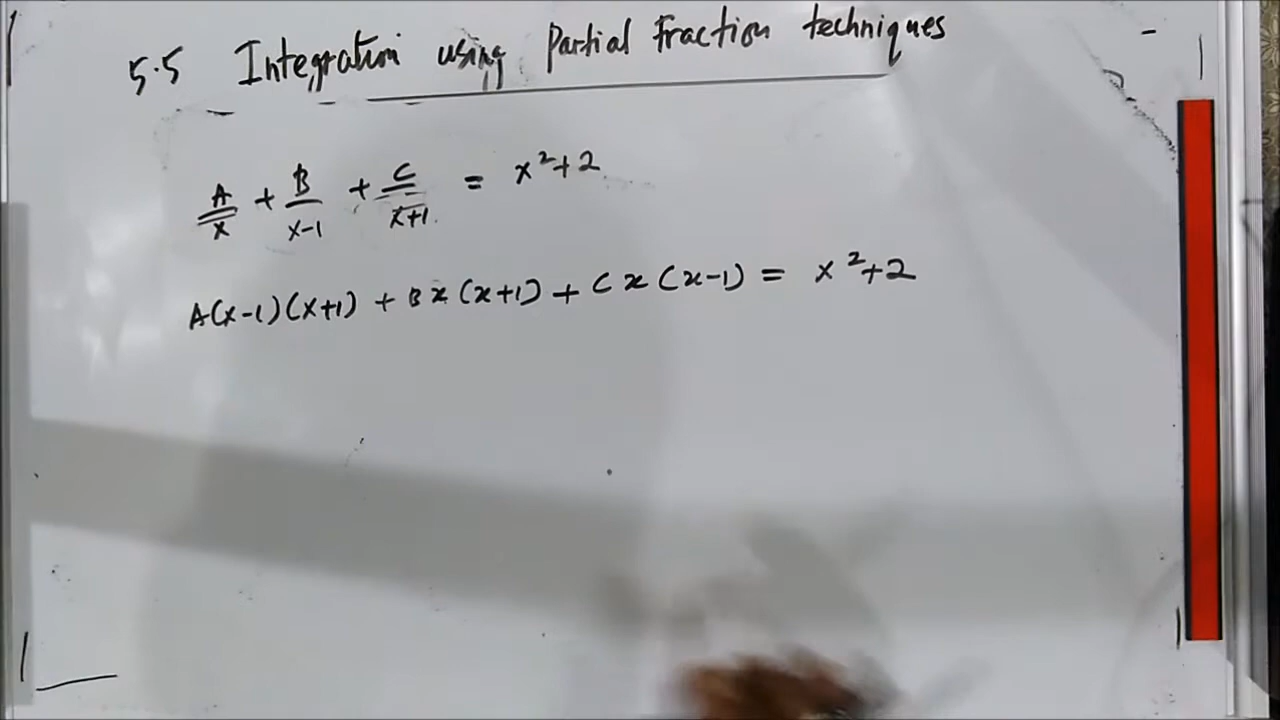 5.5 Integration using Partial Fraction techniques
A/x + B/x-1 + C/x+1 = x²+2
A(x-1)(x+1) + Bx(x+1) + Cx(x-1) = x²+2